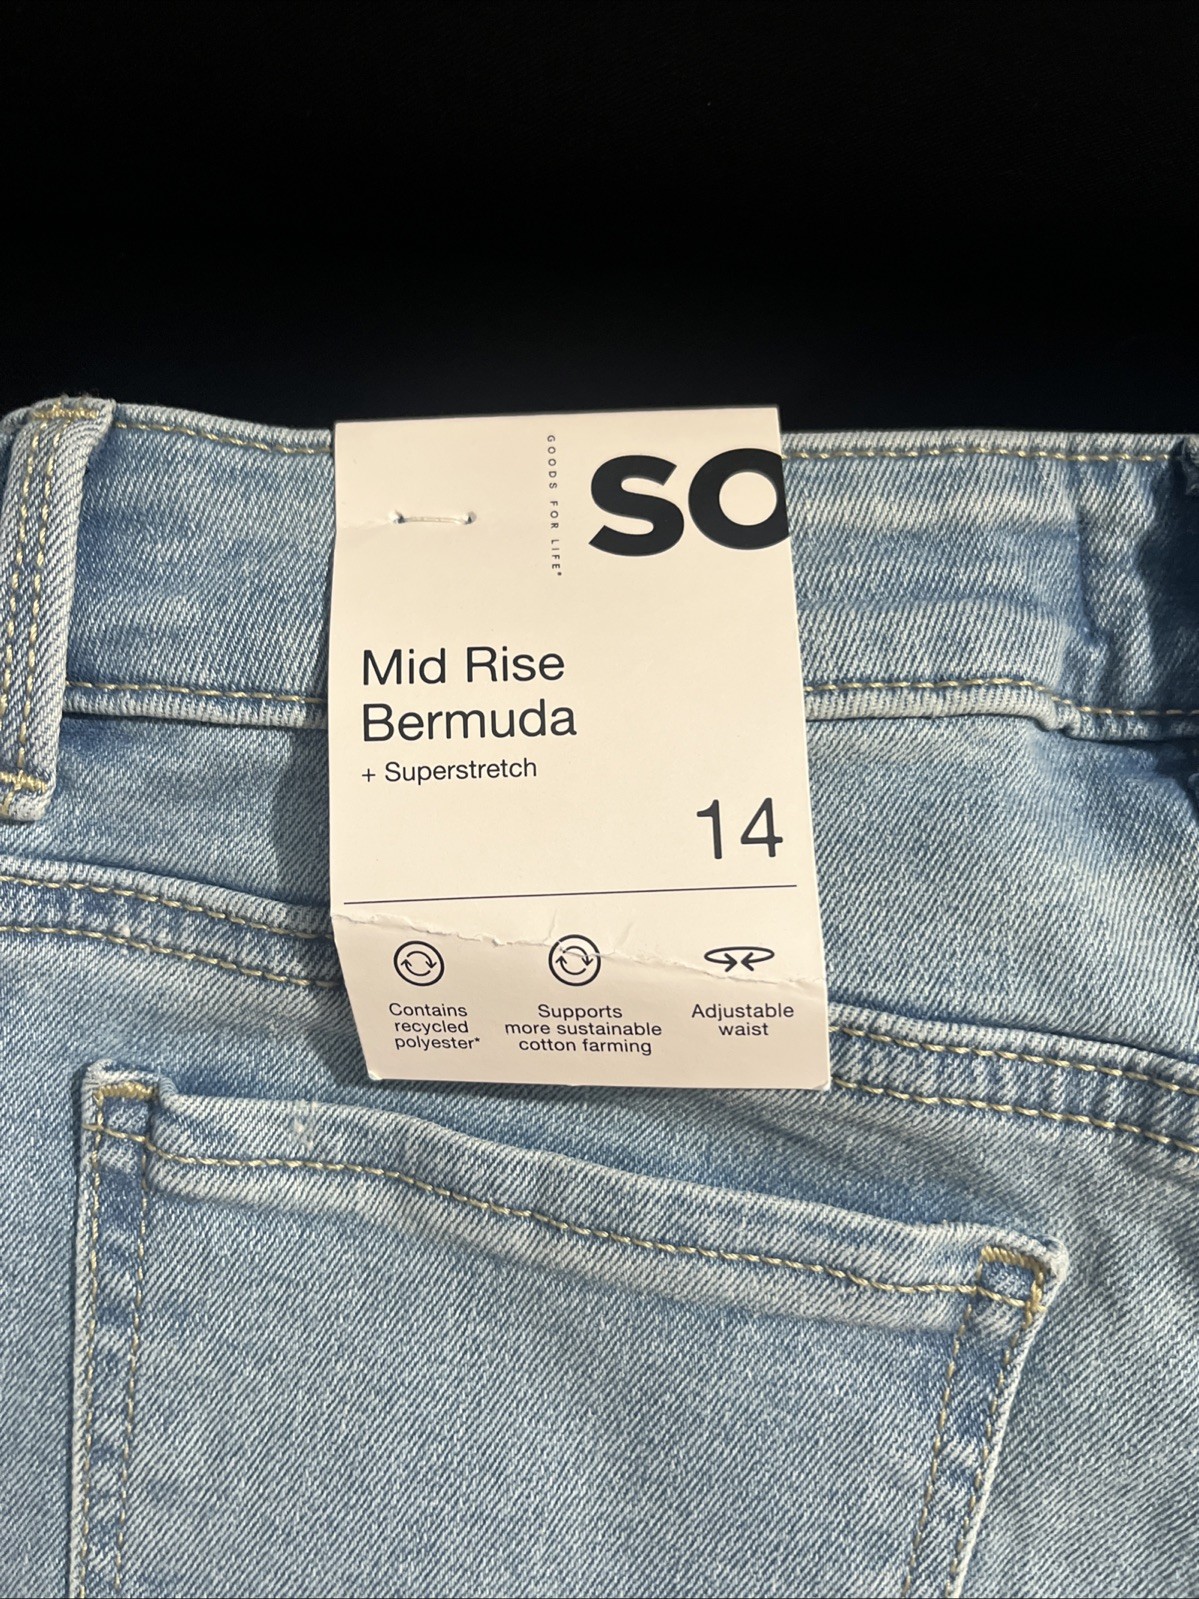 GOODS FOR LIFE®
SO
Mid Rise
Bermuda
+ Superstretch
14
Contains
recycled
polyester*
Supports
more sustainable
cotton farming
Adjustable
waist